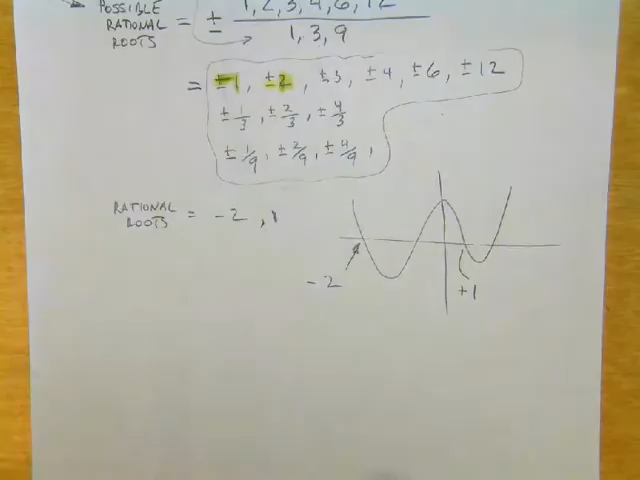 POSSIBLE RATIONAL ROOTS = ± 1, 2, 3, 4, 6, 12 / 1, 3, 9
= ±1, ±2, ±3, ±4, ±6, ±12
±1/3, ±2/3, ±4/3
±1/9, ±2/9, ±4/9,
RATIONAL ROOTS = -2, 1
-2
+1